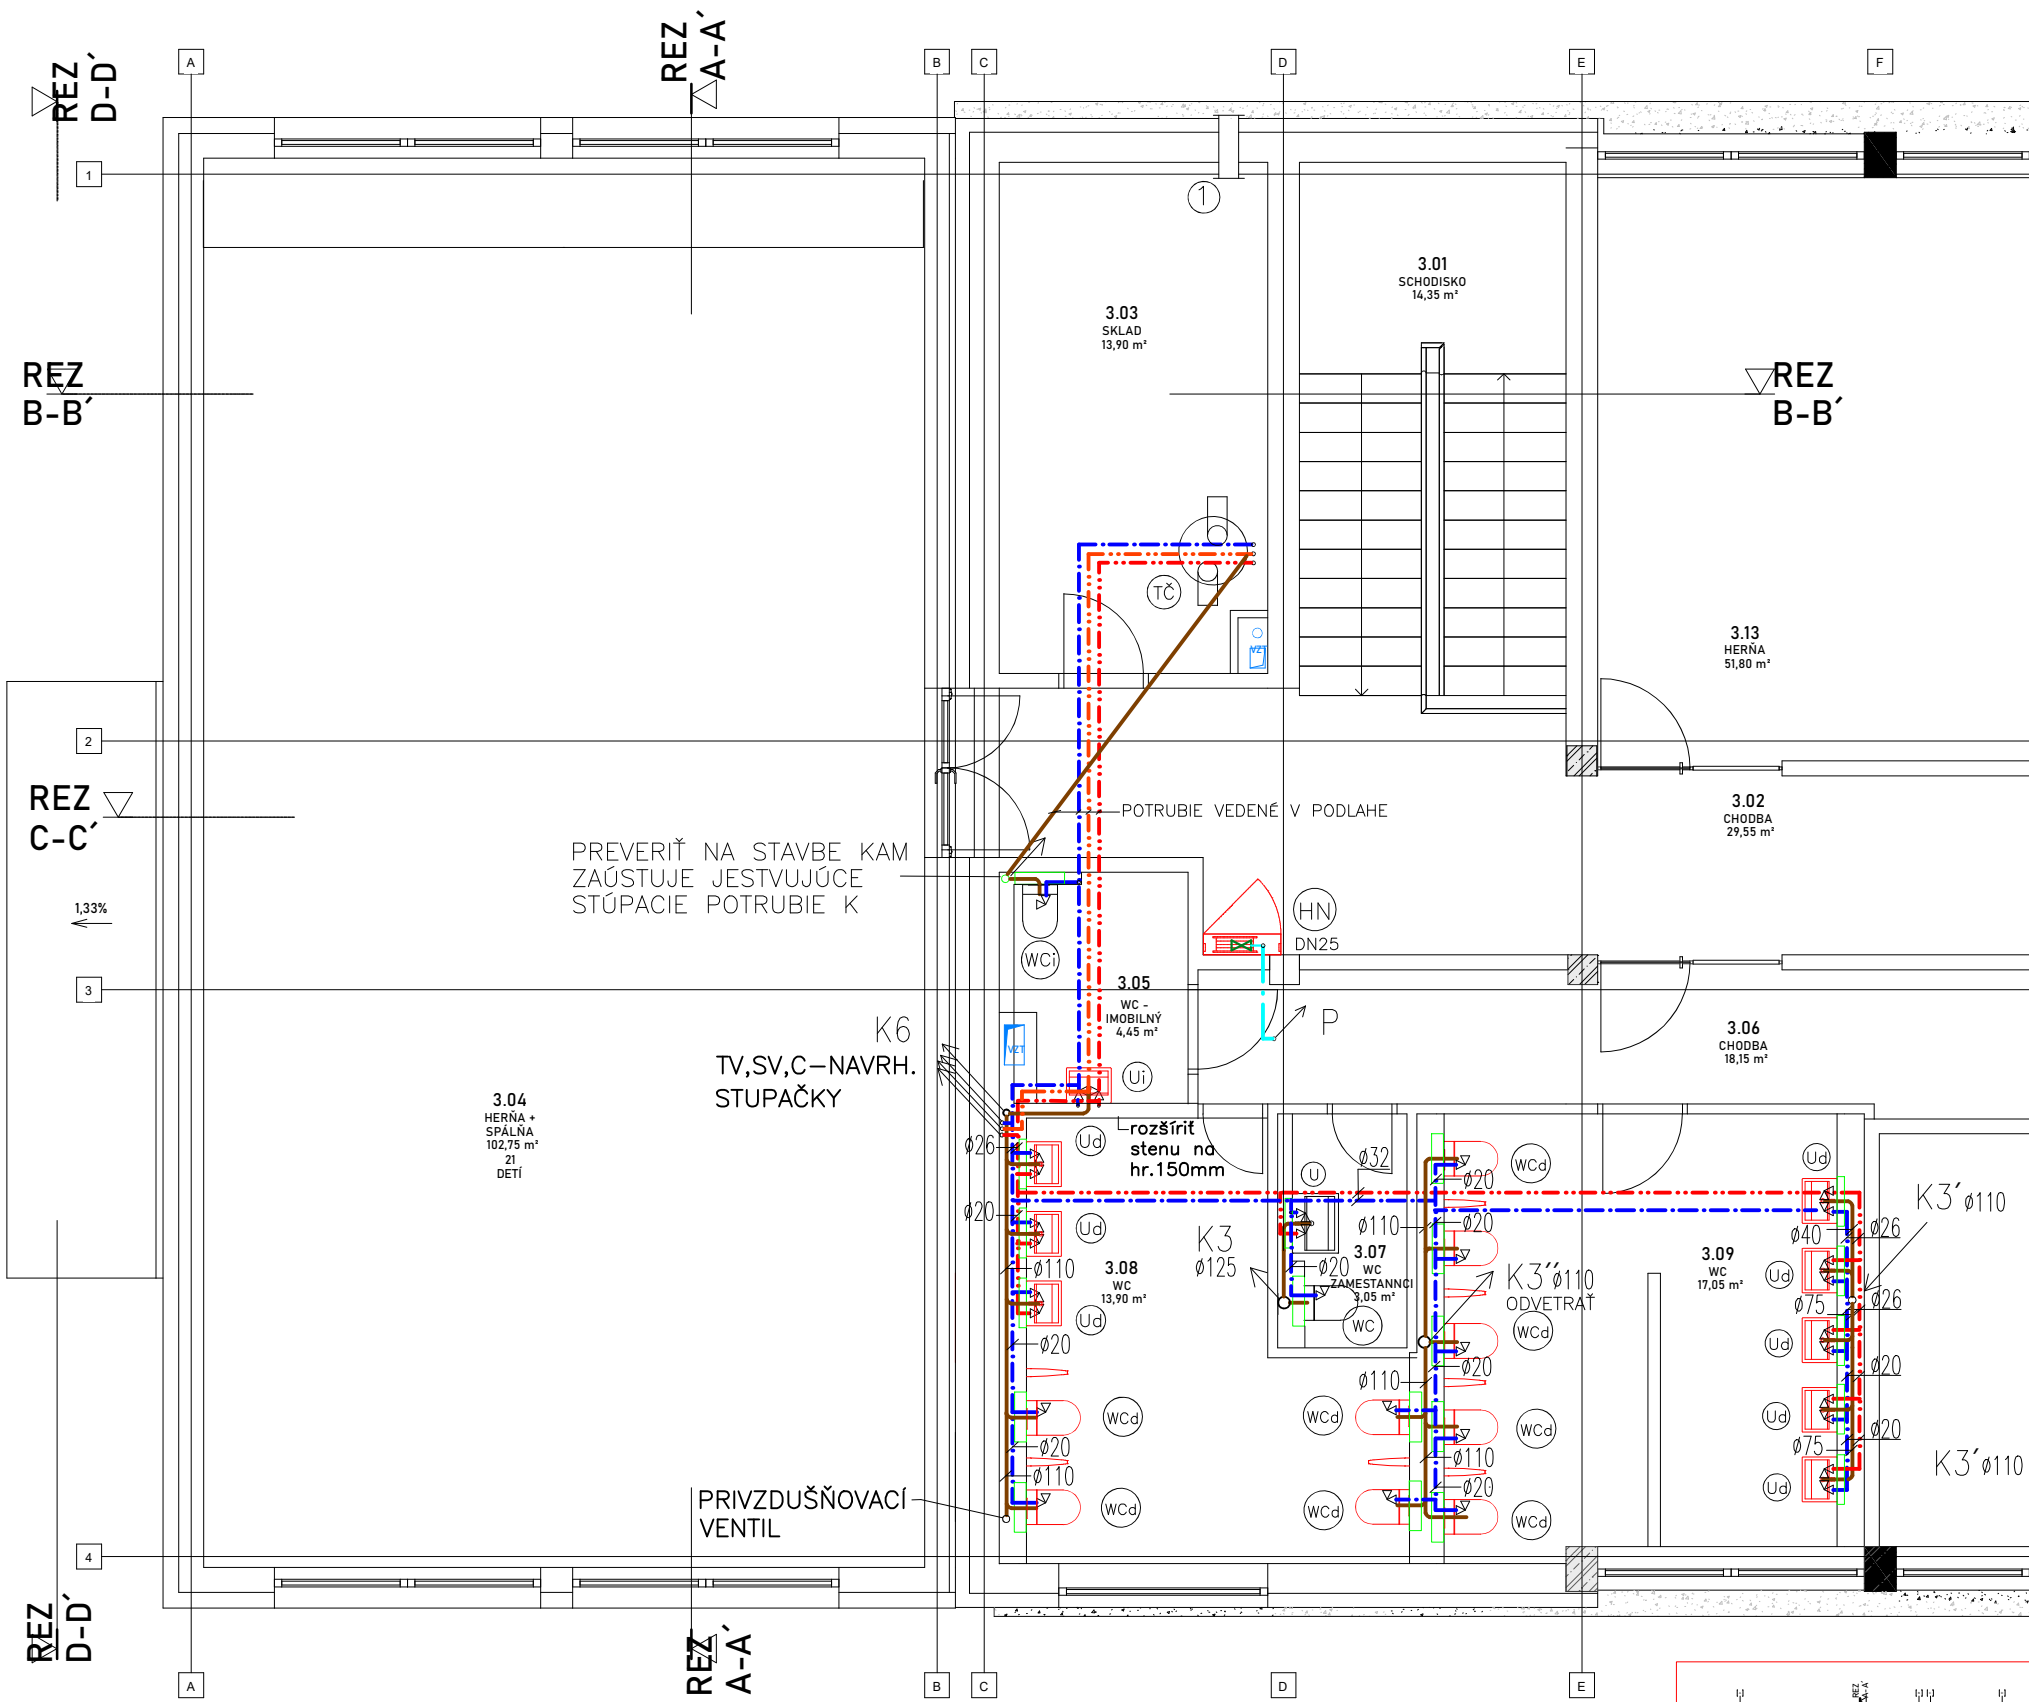 REZ
D-D´
REZ
A-A´
A
B
C
D
E
F
1
1
3.01
SCHODISKO
14,35 m²
3.03
SKLAD
13,90 m²
REZ
B-B´
REZ
B-B´
TČ
VZT
3.13
HERŇA
51,80 m²
2
REZ
C-C´
3.02
CHODBA
29,55 m²
POTRUBIE VEDENÉ V PODLAHE
PREVERIŤ NA STAVBE KAM
ZAÚSTUJE JESTVUJÚCE
STÚPACIE POTRUBIE K
1,33%
HN
DN25
WCi
3
3.05
WC -
IMOBILNÝ
4,45 m²
P
K6
TV,SV,C-NAVRH.
STUPAČKY
VZT
Ui
3.06
CHODBA
18,15 m²
3.04
HERŇA +
SPÁLŇA
102,75 m²
21
DETÍ
rozšíriť
stenu na
hr.150mm
ø26
Ud
ø32
U
WCd
Ud
ø20
ø20
Ud
ø110
ø20
K3´ø110
ø40
ø26
K3
ø125
3.07
WC
ZAMESTANNCI
3,05 m²
ø20
3.09
WC
17,05 m²
ø110
3.08
WC
13,90 m²
K3´´ø110
ODVETRAŤ
Ud
ø75
ø26
Ud
WC
WCd
Ud
ø20
ø20
ø20
ø110
WCd
WCd
WCd
Ud
ø20
ø110
ø20
ø110
ø75
ø20
K3´ø110
ø20
Ud
PRIVZDUŠŇOVACÍ
VENTIL
WCd
WCd
WCd
4
REZ
D-D´
REZ
A-A´
A
B
C
D
E
REZ
A-A´